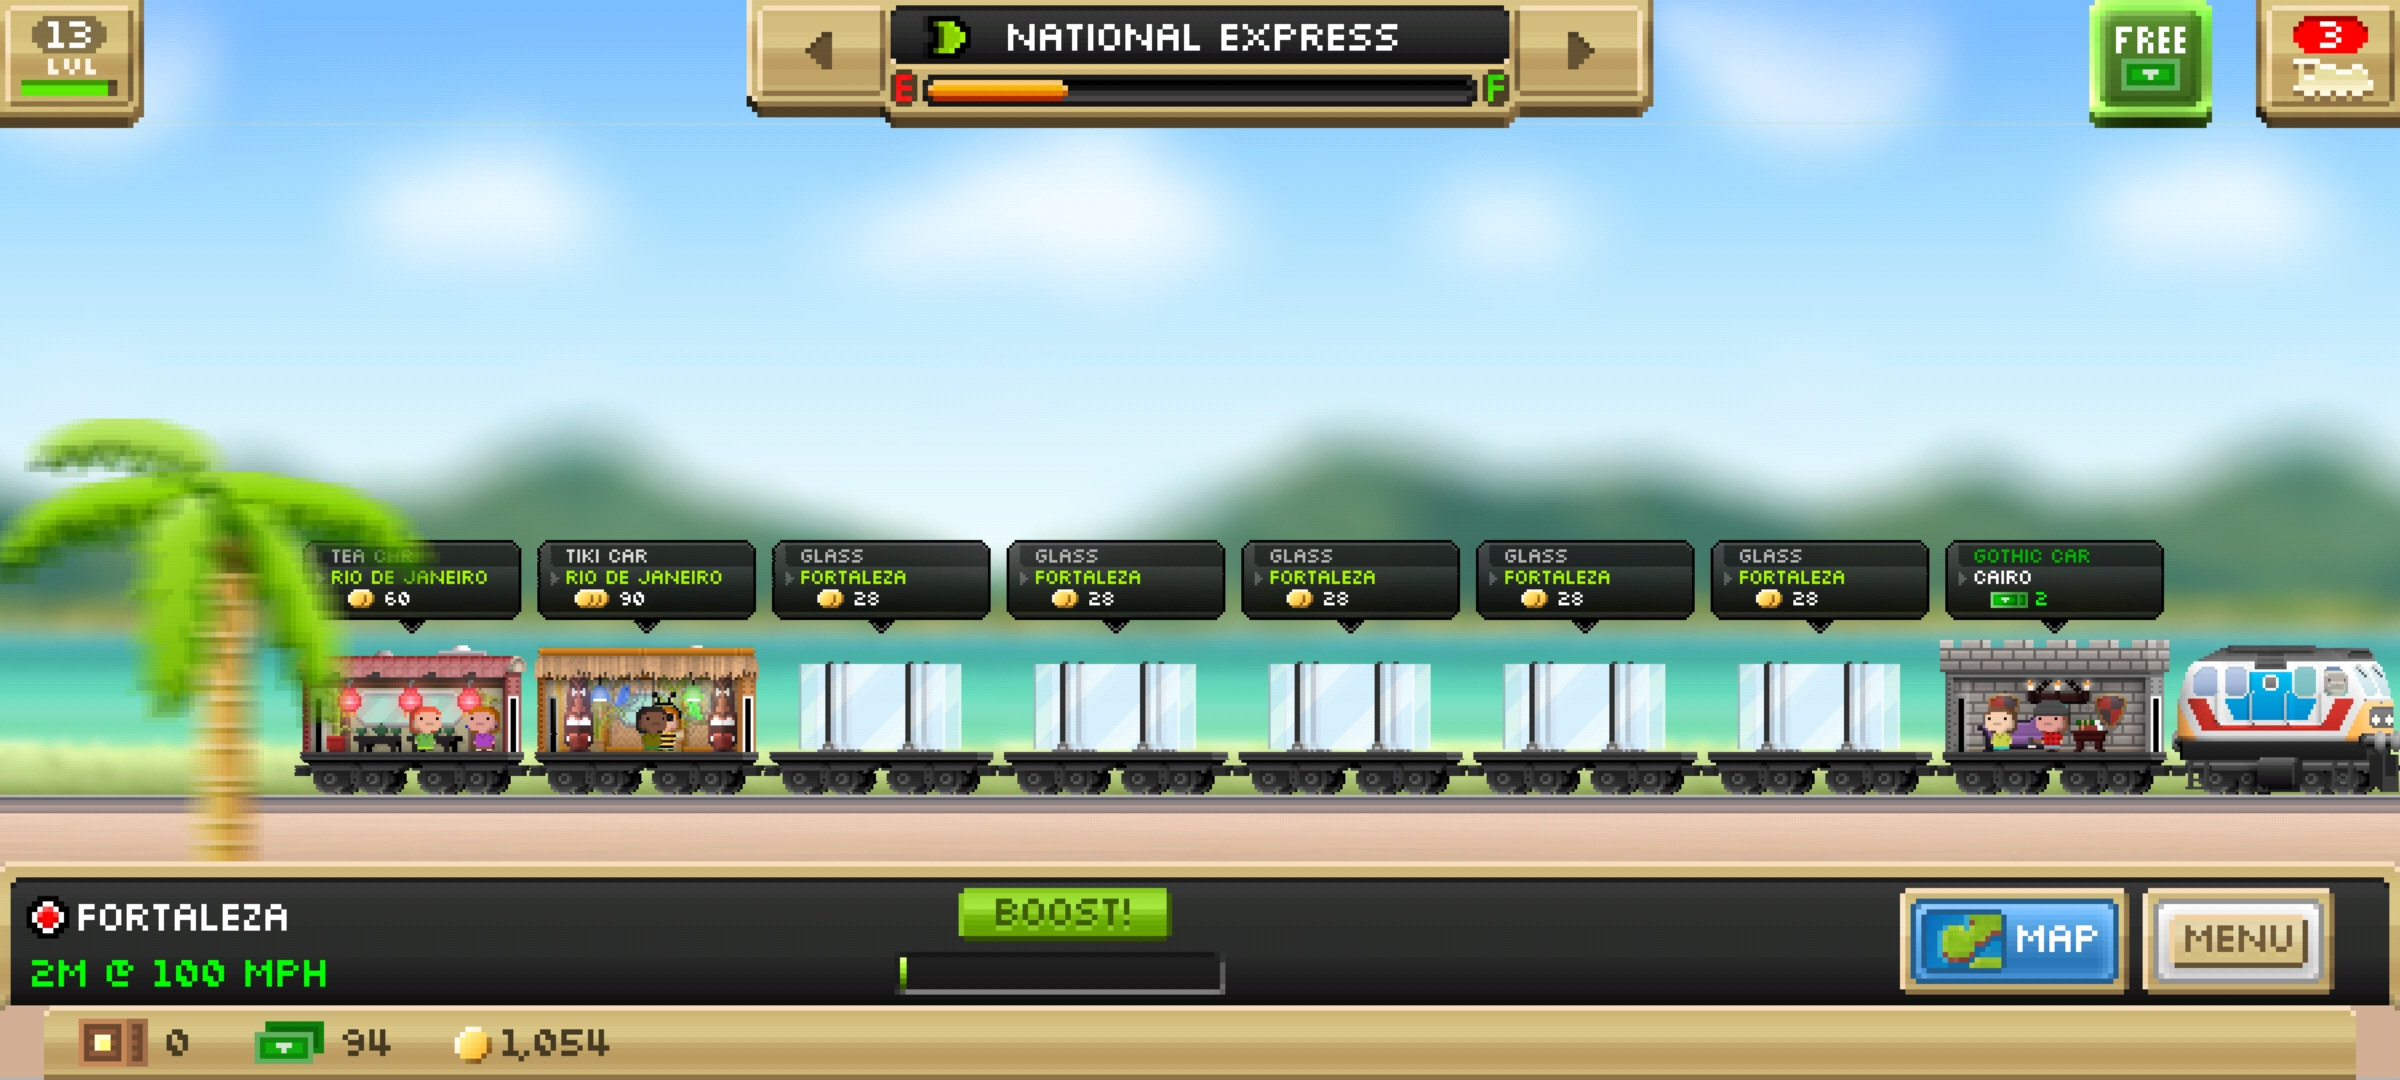 13
LVL
NATIONAL EXPRESS
E F
FREE
3
TEA CAR
RIO DE JANEIRO
60
TIKI CAR
RIO DE JANEIRO
90
GLASS
FORTALEZA
28
GLASS
FORTALEZA
28
GLASS
FORTALEZA
28
GLASS
FORTALEZA
28
GLASS
FORTALEZA
28
GOTHIC CAR
CAIRO
2
FORTALEZA
2M @ 100 MPH
BOOST!
MAP
MENU
0
94
1,054